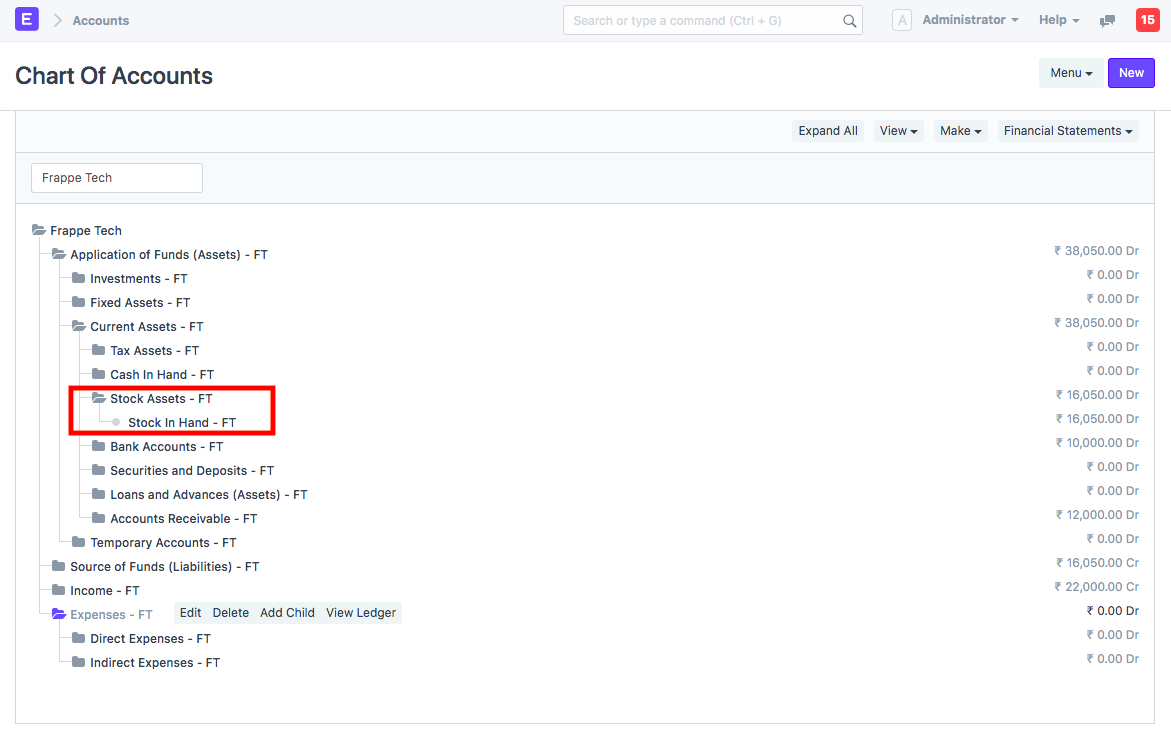 E Accounts Search or type a command (Ctrl + G) A Administrator Help 15
Chart Of Accounts Menu New
Expand All View Make Financial Statements
Frappe Tech
Frappe Tech
Application of Funds (Assets) - FT ₹ 38,050.00 Dr
Investments - FT ₹ 0.00 Dr
Fixed Assets - FT ₹ 0.00 Dr
Current Assets - FT ₹ 38,050.00 Dr
Tax Assets - FT ₹ 0.00 Dr
Cash In Hand - FT ₹ 0.00 Dr
Stock Assets - FT ₹ 16,050.00 Dr
Stock In Hand - FT ₹ 16,050.00 Dr
Bank Accounts - FT ₹ 10,000.00 Dr
Securities and Deposits - FT ₹ 0.00 Dr
Loans and Advances (Assets) - FT ₹ 0.00 Dr
Accounts Receivable - FT ₹ 12,000.00 Dr
Temporary Accounts - FT ₹ 0.00 Dr
Source of Funds (Liabilities) - FT ₹ 16,050.00 Cr
Income - FT ₹ 22,000.00 Cr
Expenses - FT Edit Delete Add Child View Ledger ₹ 0.00 Dr
Direct Expenses - FT ₹ 0.00 Dr
Indirect Expenses - FT ₹ 0.00 Dr